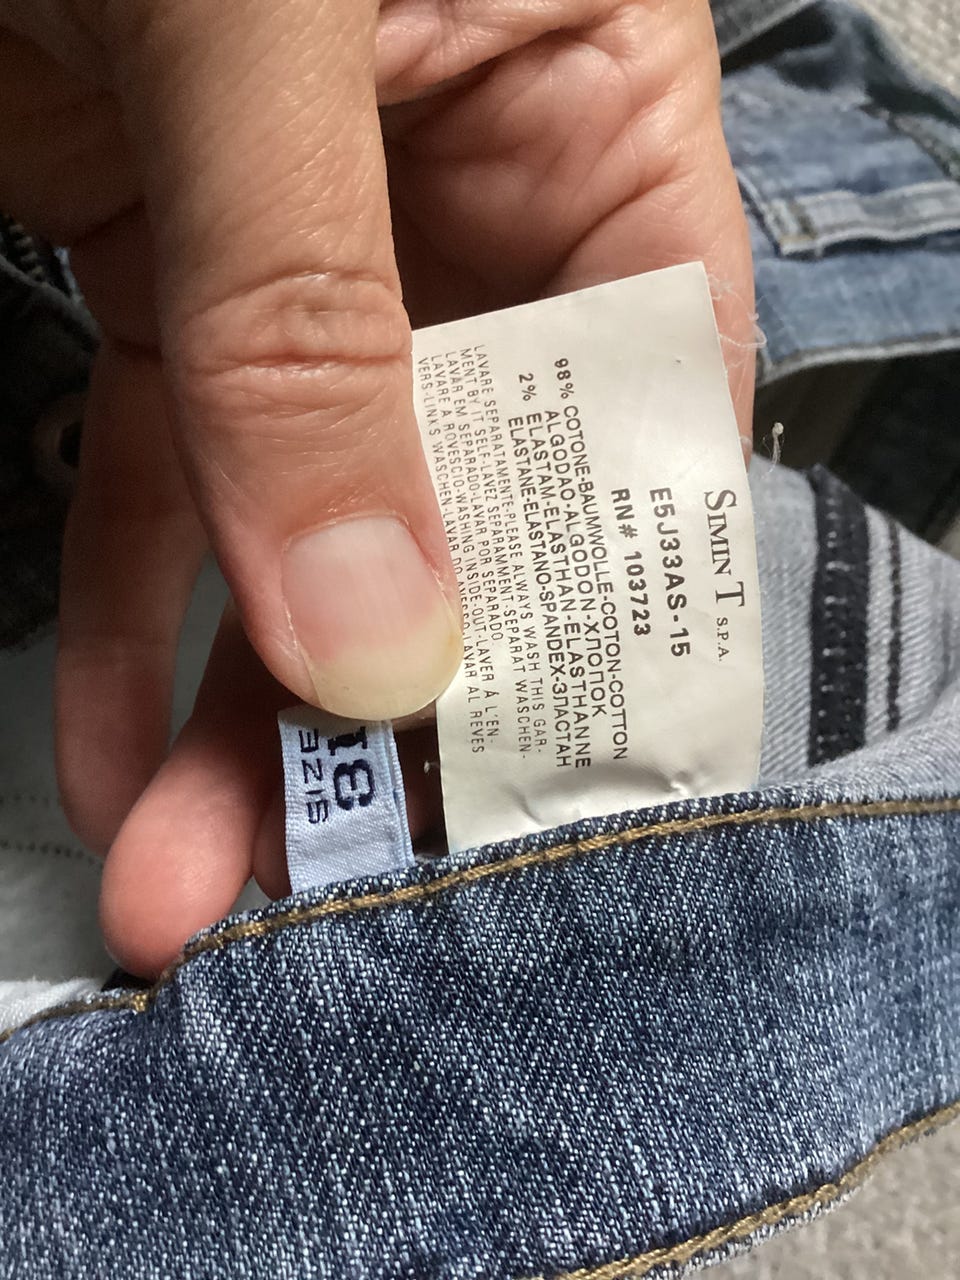 SIMINT S.P.A.
E5J33AS-15
RN# 103723
98% COTONE-BAUMWOLLE-COTON-COTTON
ALGODAO-ALGODON-ХЛОПОК
2% ELASTAM-ELASTHAN-ELASTHANNE
ELASTANE-ELASTANO-SPANDEX-ЭЛАСТАН
LAVARE SEPARATAMENTE-PLEASE ALWAYS WASH THIS GAR-
MENT BY IT SELF-LAVEZ SEPARAMMENT-SEPARAT WASCHEN-
LAVAR EM SEPARADO-LAVAR POR SEPARADO
LAVARE A ROVESCIO-WASHING INSIDE-OUT-LAVER À L'EN-
VERS-LINKS WASCHEN-LAVAR DO AVESSO-LAVAR AL REVES
31
SIZE